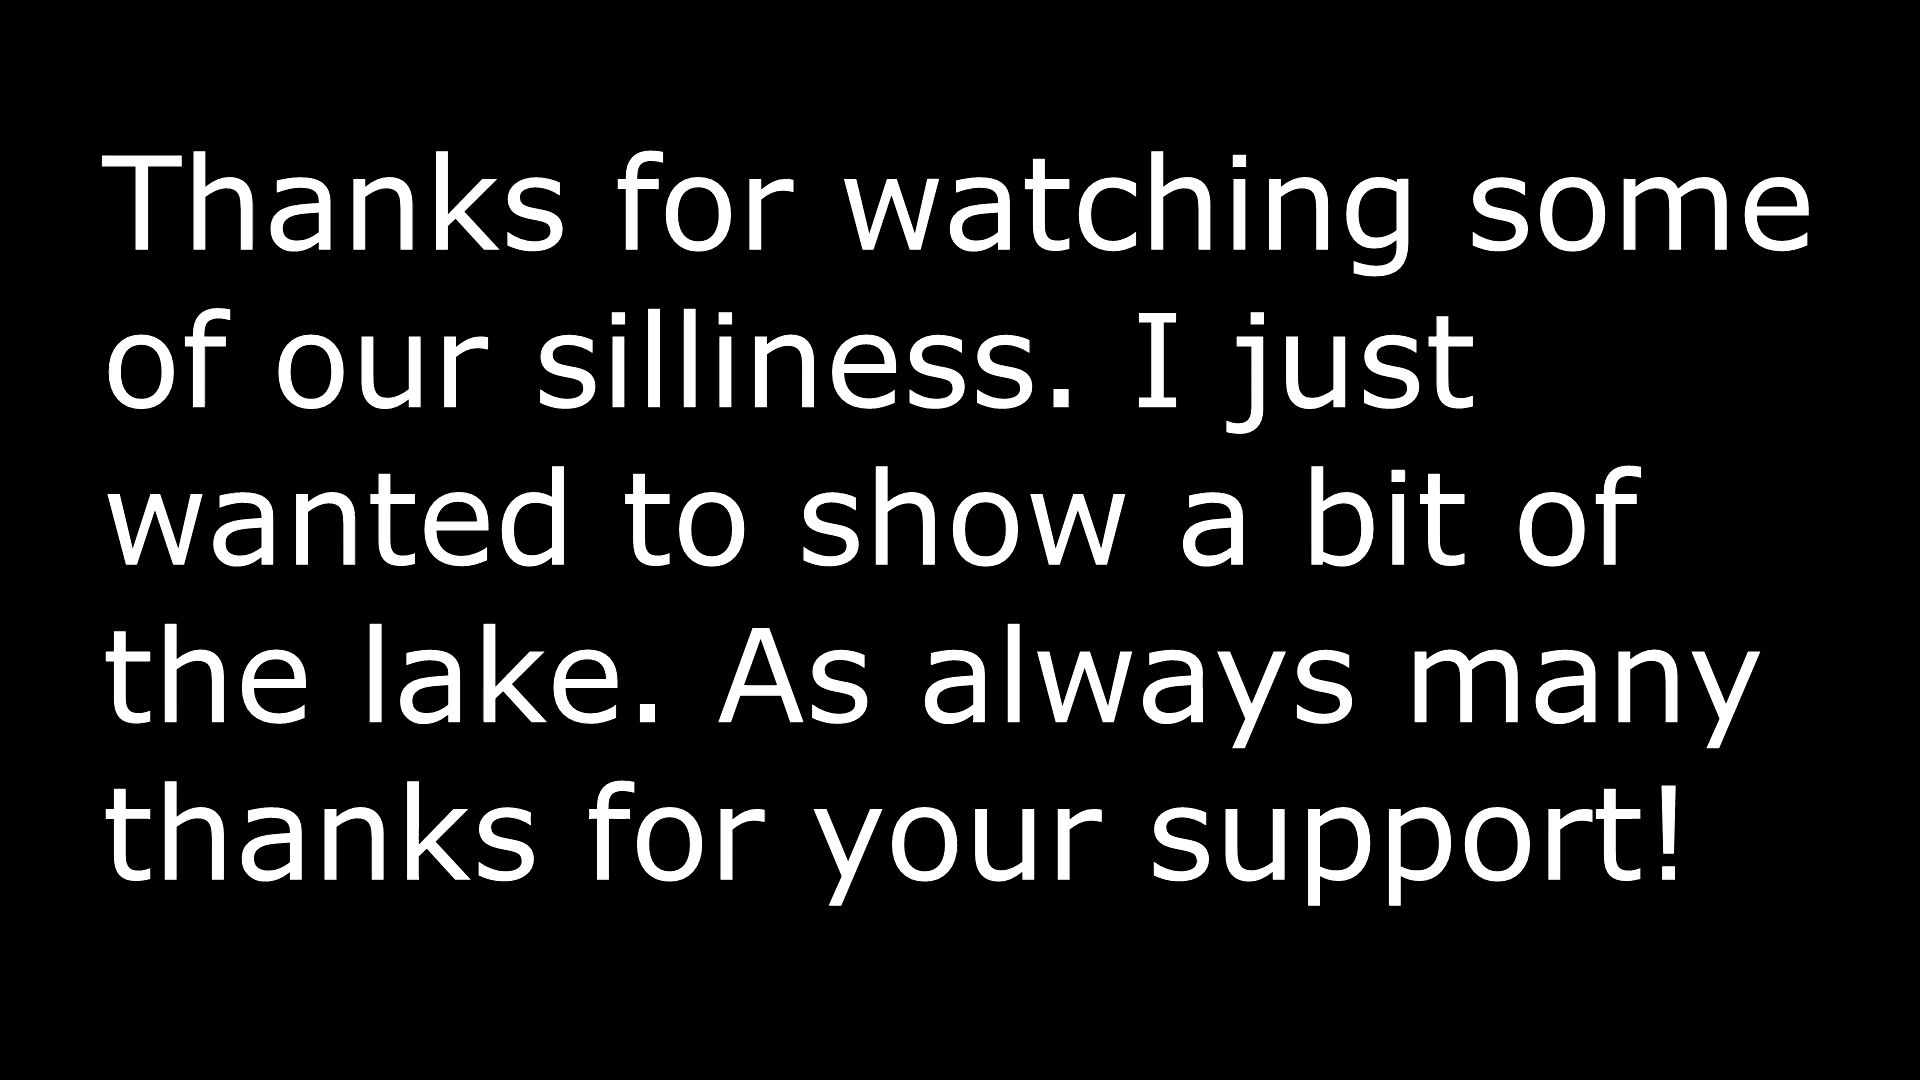 Thanks for watching some
of our silliness. I just
wanted to show a bit of
the lake. As always many
thanks for your support!